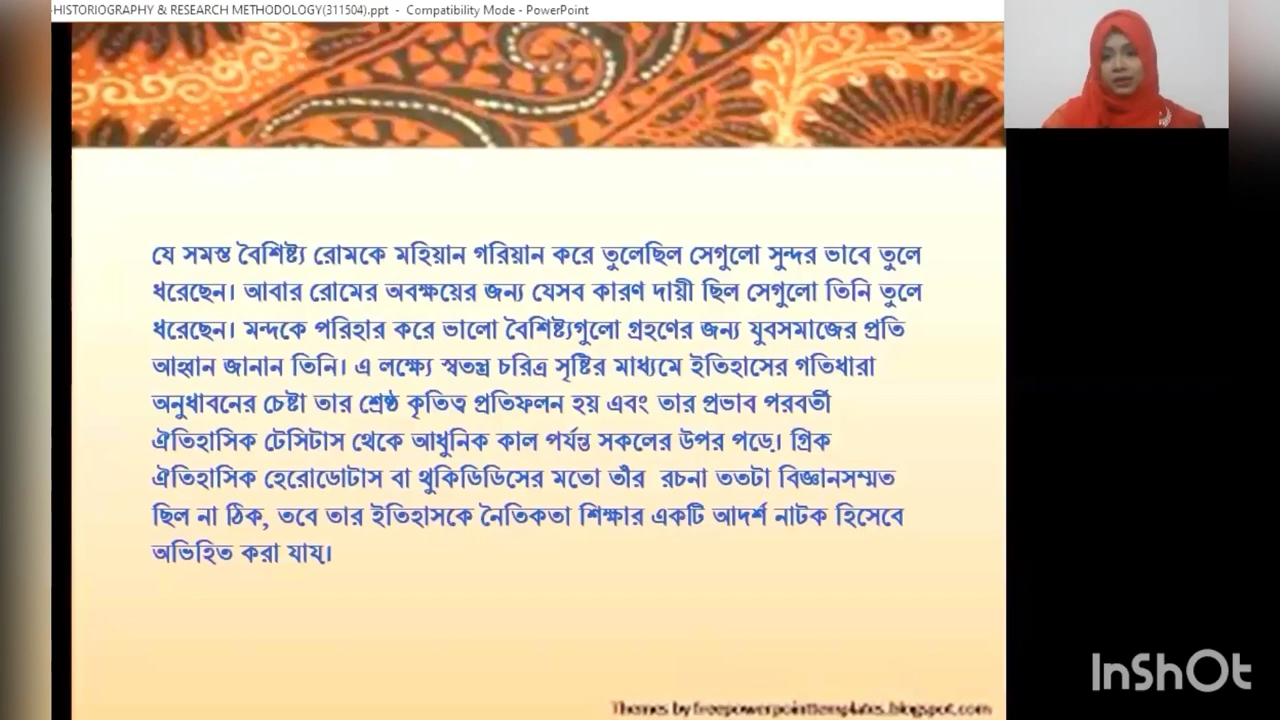 -HISTORIOGRAPHY & RESEARCH METHODOLOGY(311504).ppt - Compatibility Mode - PowerPoint
যে সমস্ত বৈশিষ্ট্য রোমকে মহিয়ান গরিয়ান করে তুলেছিল সেগুলো সুন্দর ভাবে তুলে
ধরেছেন। আবার রোমের অবক্ষয়ের জন্য যেসব কারণ দায়ী ছিল সেগুলো তিনি তুলে
ধরেছেন। মন্দকে পরিহার করে ভালো বৈশিষ্ট্যগুলো গ্রহণের জন্য যুবসমাজের প্রতি
আহ্বান জানান তিনি। এ লক্ষ্যে স্বতন্ত্র চরিত্র সৃষ্টির মাধ্যমে ইতিহাসের গতিধারা
অনুধাবনের চেষ্টা তার শ্রেষ্ঠ কৃতিত্ব প্রতিফলন হয় এবং তার প্রভাব পরবর্তী
ঐতিহাসিক টেসিটাস থেকে আধুনিক কাল পর্যন্ত সকলের উপর পড়ে। গ্রিক
ঐতিহাসিক হেরোডোটাস বা থুকিডিডিসের মতো তাঁর রচনা ততটা বিজ্ঞানসম্মত
ছিল না ঠিক, তবে তার ইতিহাসকে নৈতিকতা শিক্ষার একটি আদর্শ নাটক হিসেবে
অভিহিত করা যায়।
Themes by freepowerpointtemplates.blogspot.com
InShOt